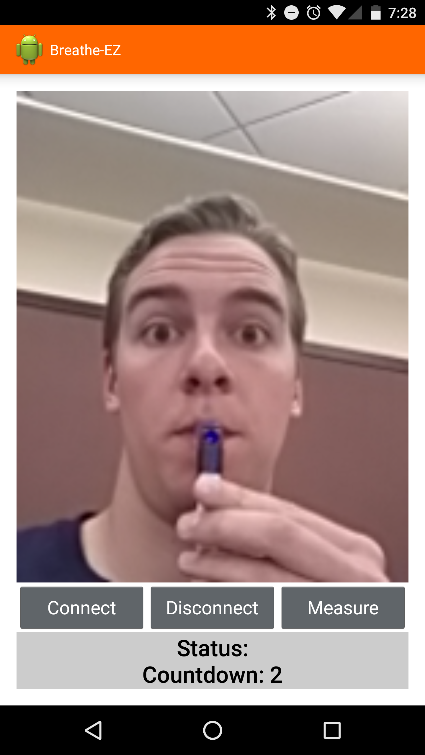 7:28
Breathe-EZ
Connect Disconnect Measure
Status:
Countdown: 2